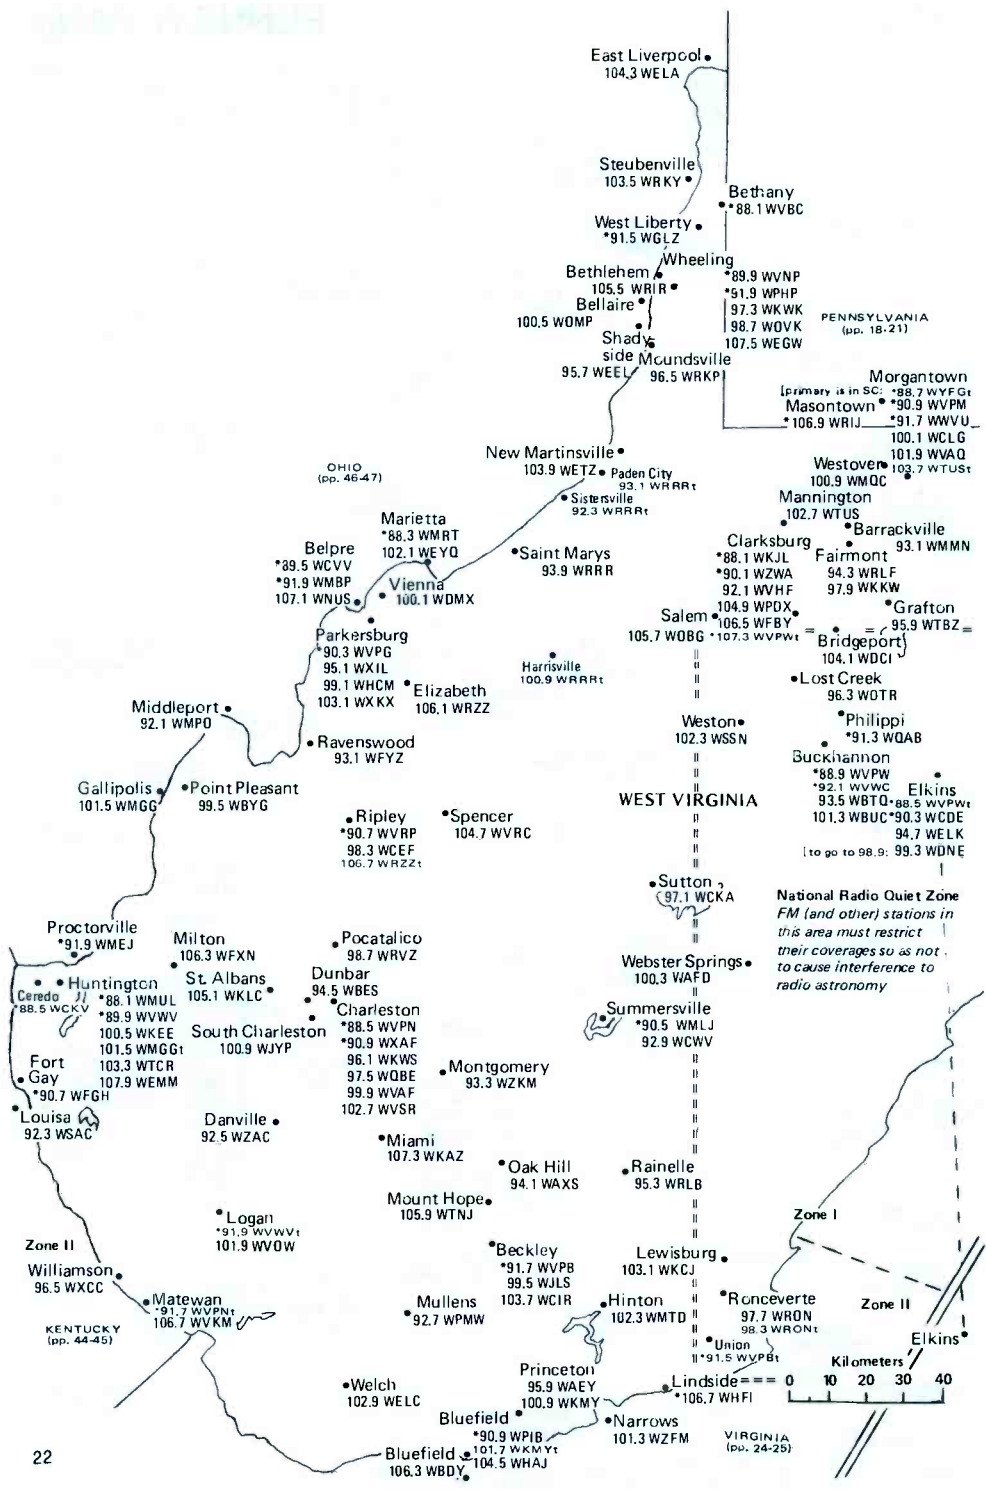 East Liverpool
104.3 WELA
Steubenville
103.5 WRKY
Bethany
*88.1 WVBC
West Liberty
*91.5 WGLZ
Wheeling
*89.9 WVNP
*91.9 WPHP
97.3 WKWK
98.7 WOVK
107.5 WEGW
Bethlehem
105.5 WRIR
Bellaire
100.5 WOMP
PENNSYLVANIA
(pp. 18-21)
Shady-
side
95.7 WEEL
Moundsville
96.5 WRKP
Morgantown
*88.7 WYFGt
*90.9 WVPM
*91.7 WWVU
100.1 WCLG
101.9 WVAQ
103.7 WTUSt
[primary is in SC]
Masontown
*106.9 WRIJ
New Martinsville
103.9 WETZ
Paden City
93.1 WRRRt
Sistersville
92.3 WRRRt
OHIO
(pp. 46-47)
Westover
100.9 WMQC
Mannington
102.7 WTUS
Barrackville
93.1 WMMN
Marietta
*88.3 WMRT
102.1 WEYQ
Belpre
*89.5 WCVV
*91.9 WMBP
107.1 WNUS
Vienna
100.1 WDMX
Saint Marys
93.9 WRRR
Clarksburg
*88.1 WKJL
*90.1 WZWA
92.1 WVHF
104.9 WPDX
106.5 WFBY
*107.3 WVPWt
Fairmont
94.3 WRLF
97.9 WKKW
Grafton
95.9 WTBZ
Salem
105.7 WOBG
Bridgeport
104.1 WDCI
Parkersburg
*90.3 WVPG
95.1 WXIL
99.1 WHCM
103.1 WXKX
Harrisville
100.9 WRRRt
Elizabeth
106.1 WRZZ
Lost Creek
96.3 WOTR
Middleport
92.1 WMPO
Weston
102.3 WSSN
Philippi
*91.3 WQAB
Ravenswood
93.1 WFYZ
Buckhannon
*88.9 WVPW
*92.1 WVWC
93.5 WBTQ
101.3 WBUC
Elkins
*88.5 WVPWt
*90.3 WCDE
94.7 WELK
[to go to 98.9: 99.3 WDNE
Gallipolis
101.5 WMGG
Point Pleasant
99.5 WBYG
WEST VIRGINIA
Ripley
*90.7 WVRP
98.3 WCEF
106.7 WRZZt
Spencer
104.7 WVRC
Sutton
97.1 WCKA
National Radio Quiet Zone
FM (and other) stations in
this area must restrict
their coverages so as not
to cause interference to
radio astronomy
Proctorville
*91.9 WMEJ
Milton
106.3 WFXN
Pocatalico
98.7 WRVZ
Webster Springs
100.3 WAFD
Ceredo
*88.5 WCKV
Huntington
*88.1 WMUL
*89.9 WVWV
100.5 WKEE
101.5 WMGGt
103.3 WTCR
107.9 WEMM
St. Albans
105.1 WKLC
Dunbar
94.5 WBES
South Charleston
100.9 WJYP
Charleston
*88.5 WVPN
*90.9 WXAF
96.1 WKWS
97.5 WQBE
99.9 WVAF
102.7 WVSR
Summersville
*90.5 WMLJ
92.9 WCWV
Montgomery
93.3 WZKM
Fort
Gay
*90.7 WFGH
Louisa
92.3 WSAC
Danville
92.5 WZAC
Miami
107.3 WKAZ
Oak Hill
94.1 WAXS
Rainelle
95.3 WRLB
Mount Hope
105.9 WTNJ
Logan
*91.9 WVWVt
101.9 WVOW
Zone I
Zone II
Williamson
96.5 WXCC
Beckley
*91.7 WVPB
99.5 WJLS
103.7 WCIR
Lewisburg
103.1 WKCJ
Matewan
*91.7 WVPNt
106.7 WVKM
KENTUCKY
(pp. 44-45)
Mullens
92.7 WPMW
Hinton
102.3 WMTD
Ronceverte
97.7 WRON
98.3 WRONt
Zone II
Elkins
Union
*91.5 WVPBt
Kilometers
0 10 20 30 40
Princeton
95.9 WAEY
100.9 WKMY
Lindside
*106.7 WHFI
Welch
102.9 WELC
Bluefield
*90.9 WPIB
101.7 WKMYt
104.5 WHAJ
Narrows
101.3 WZFM
VIRGINIA
(pp. 24-25)
Bluefield
106.3 WBDY
22